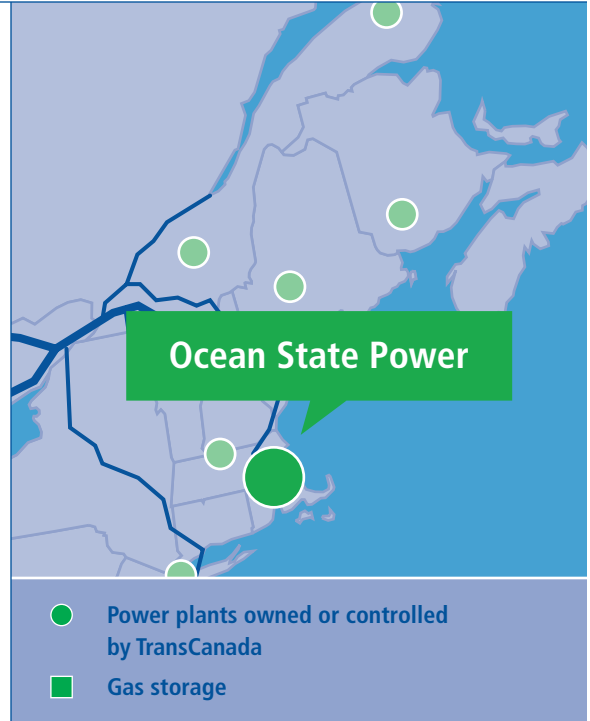 Ocean State Power
Power plants owned or controlled
by TransCanada
Gas storage